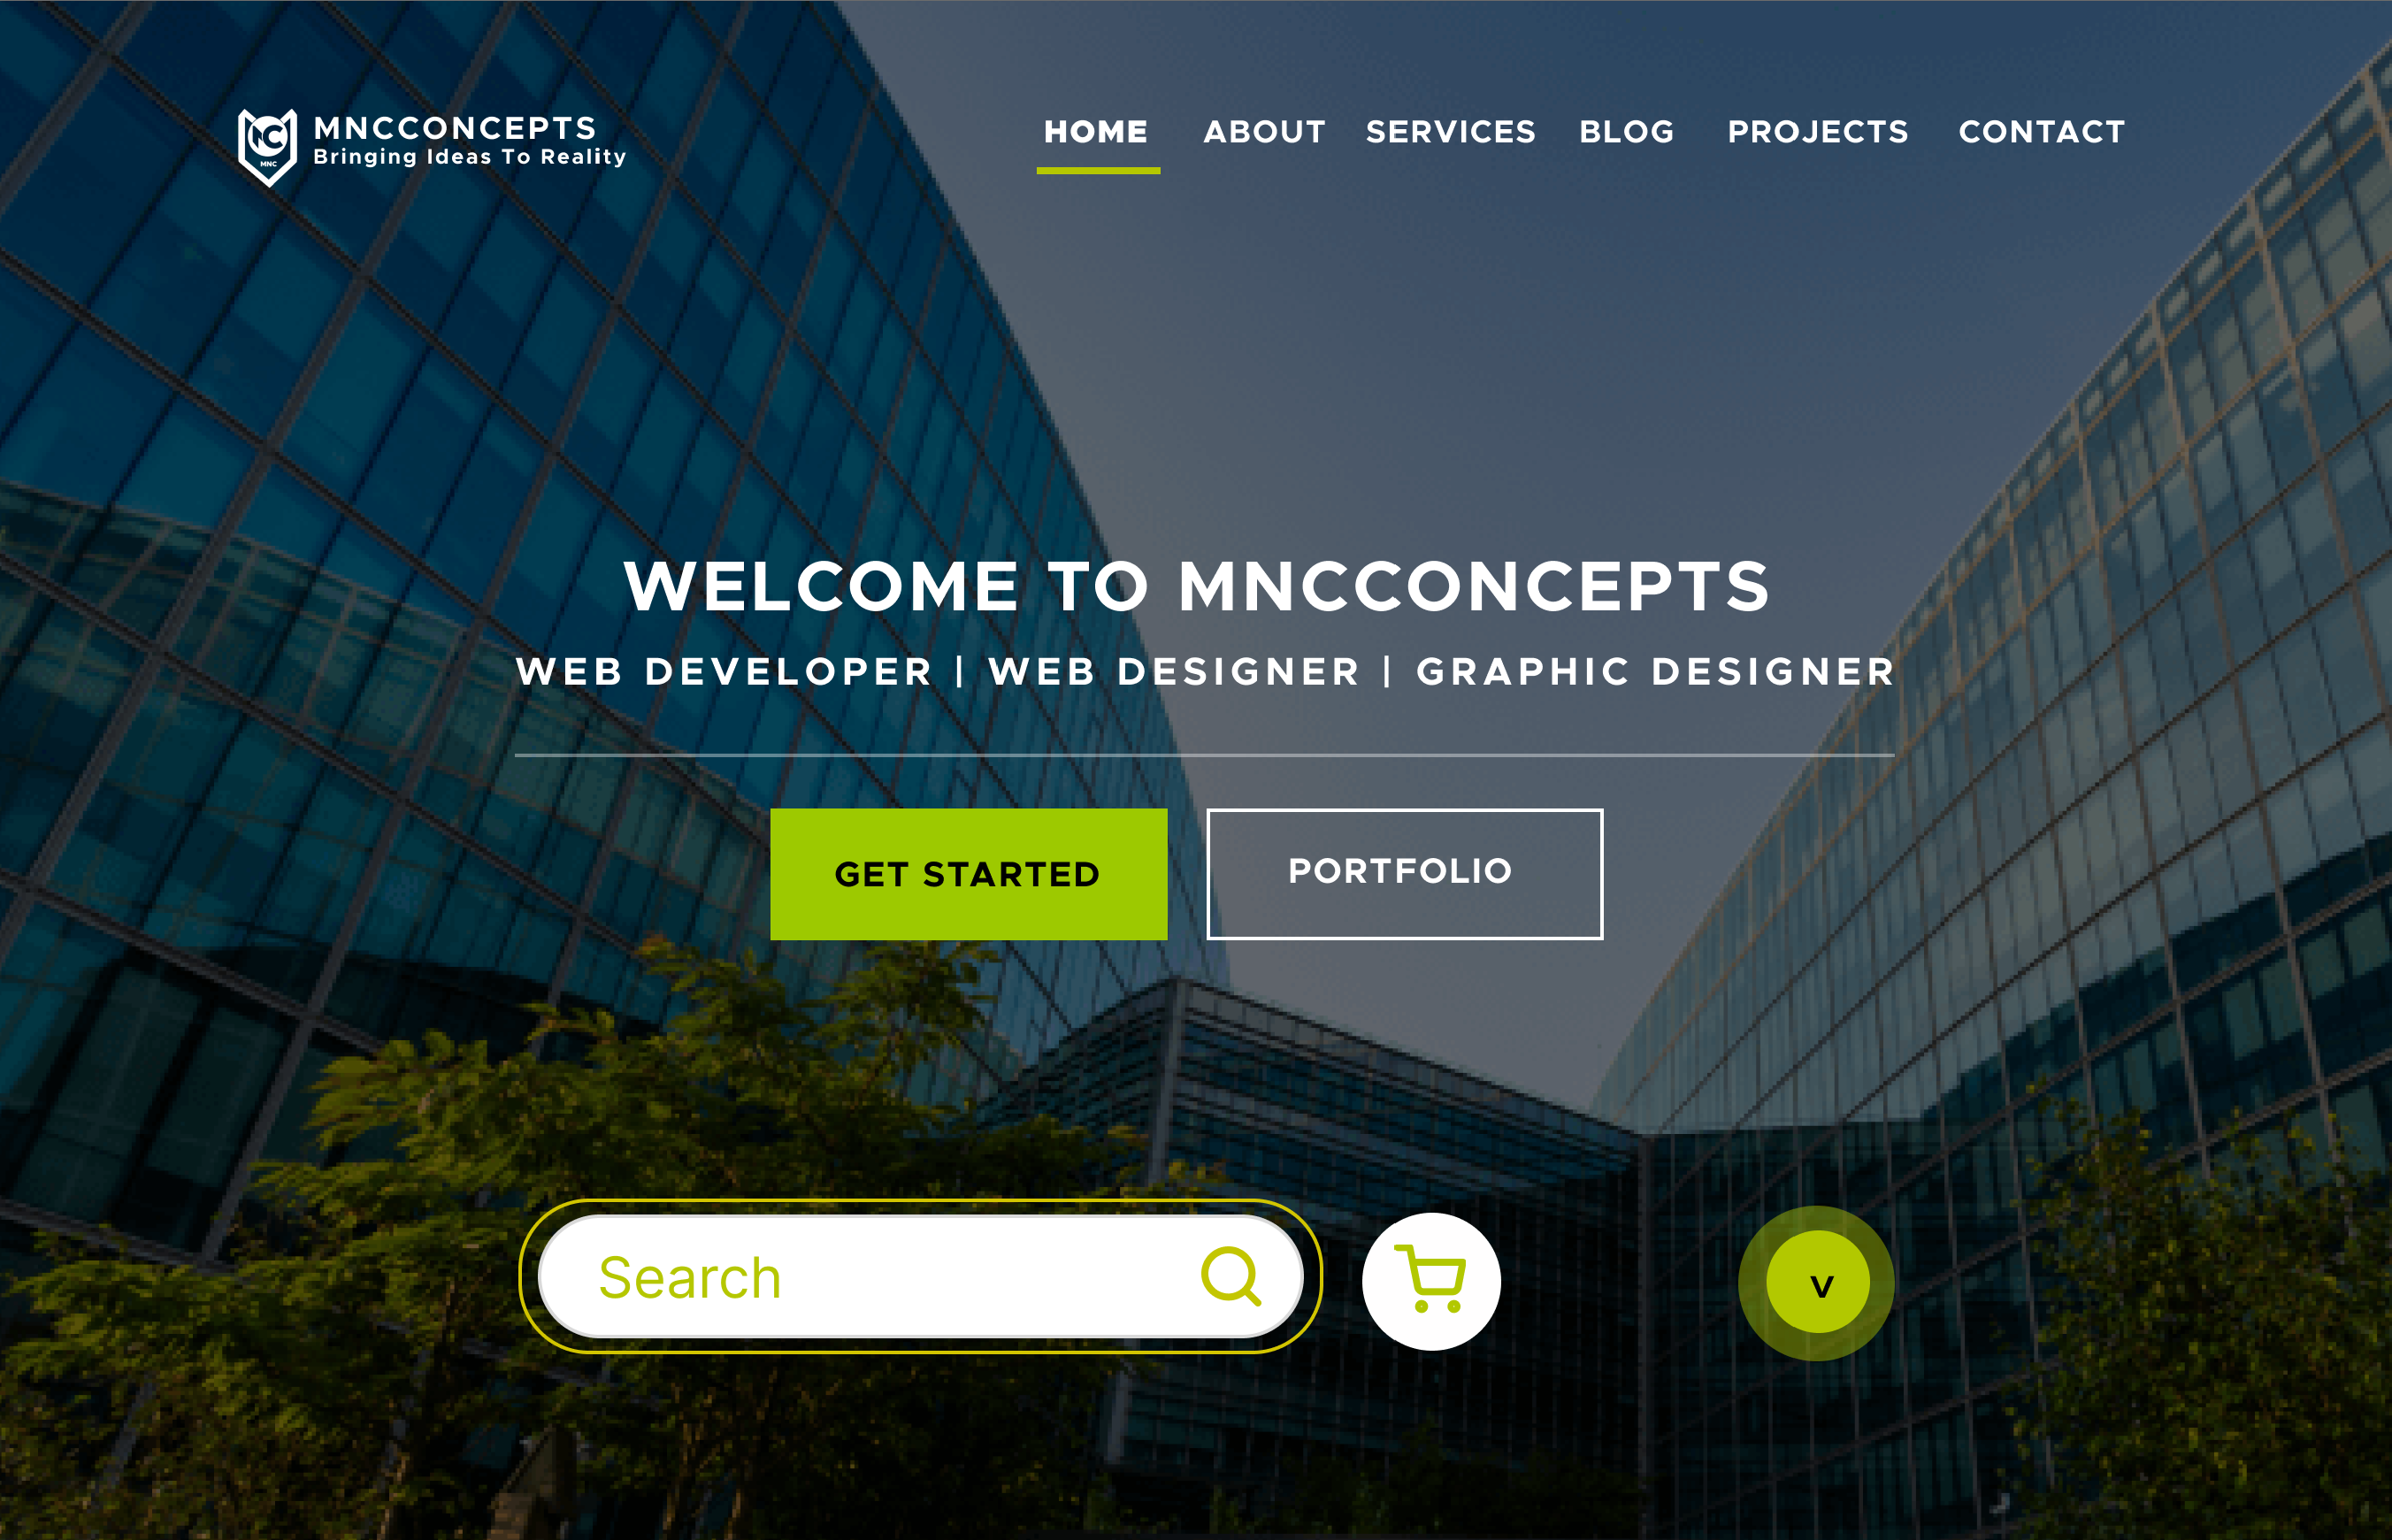 MNCCONCEPTS
Bringing Ideas To Reality
NC
MNC
HOME ABOUT SERVICES BLOG PROJECTS CONTACT
WELCOME TO MNCCONCEPTS
WEB DEVELOPER | WEB DESIGNER | GRAPHIC DESIGNER
GET STARTED
PORTFOLIO
Search
v